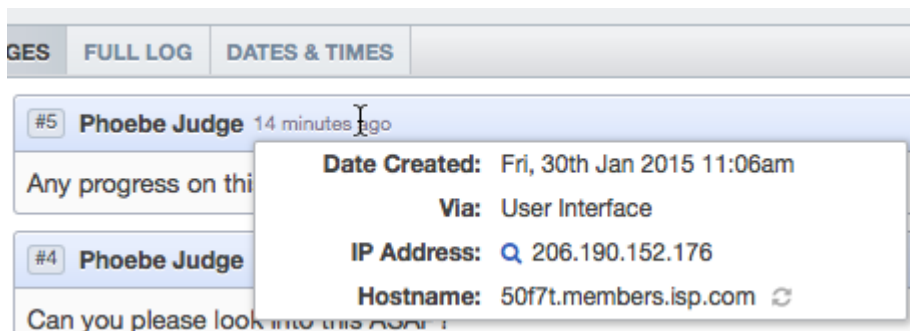 GES FULL LOG DATES & TIMES
#5 Phoebe Judge 14 minutes ago
Date Created: Fri, 30th Jan 2015 11:06am
Any progress on thi
Via: User Interface
#4 Phoebe Judge
IP Address: 206.190.152.176
Hostname: 50f7t.members.isp.com
Can you please look into this ASAP?